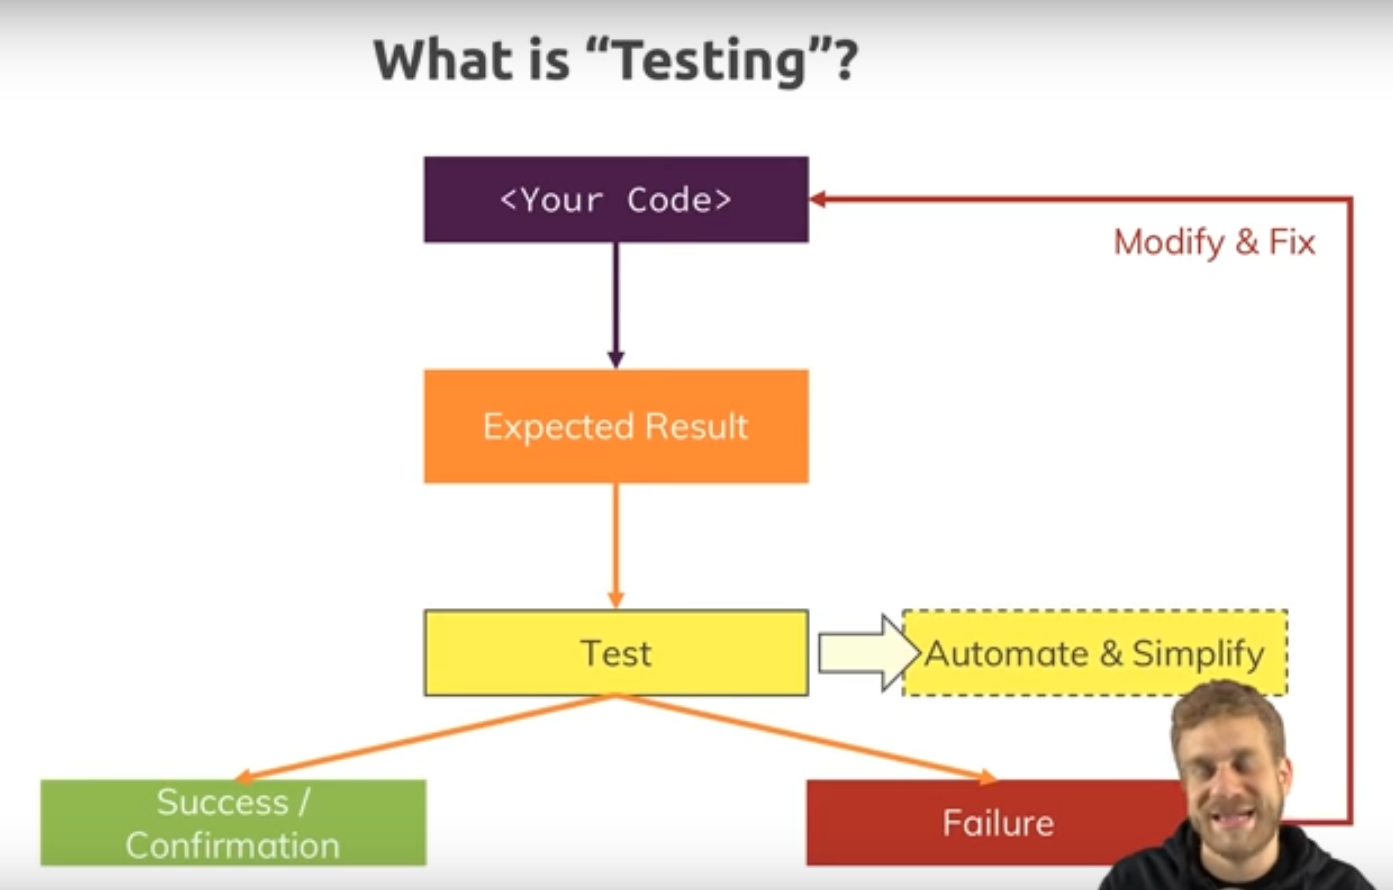 What is “Testing”?
<Your Code>
Modify & Fix
Expected Result
Test
Automate & Simplify
Success /
Confirmation
Failure